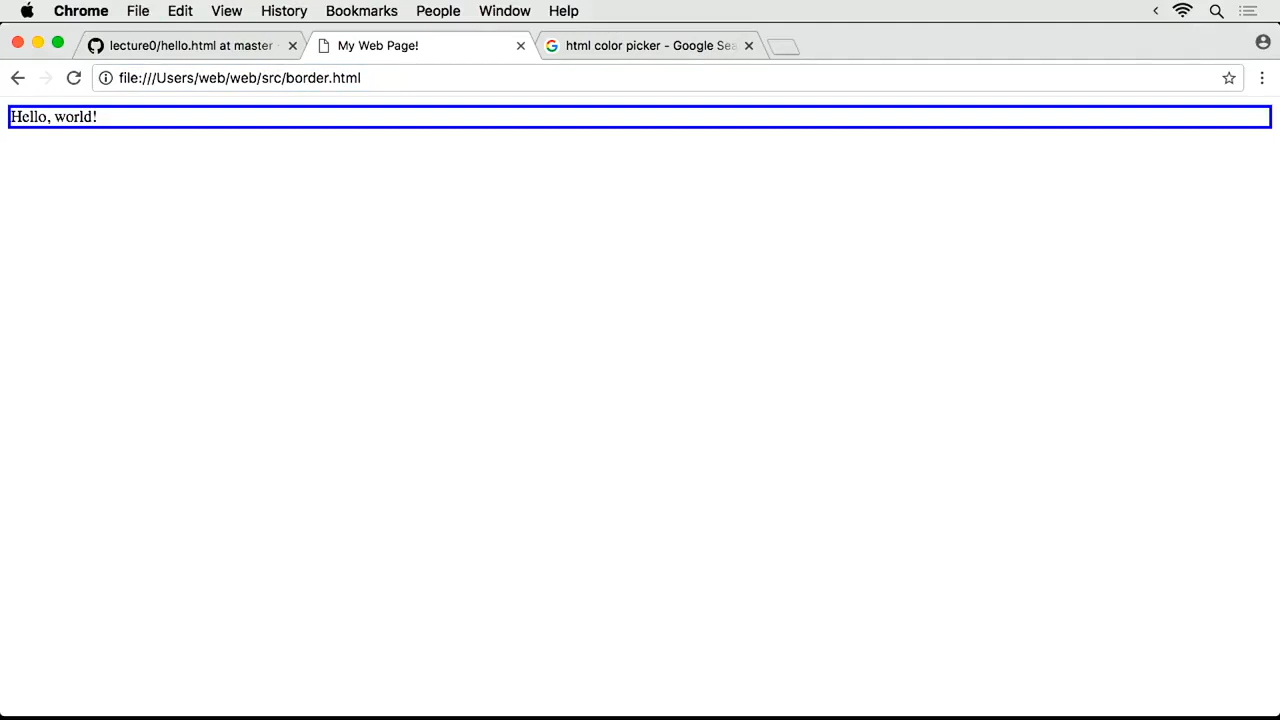 Chrome File Edit View History Bookmarks People Window Help
lecture0/hello.html at master
My Web Page!
html color picker - Google Sea
file:///Users/web/web/src/border.html
Hello, world!